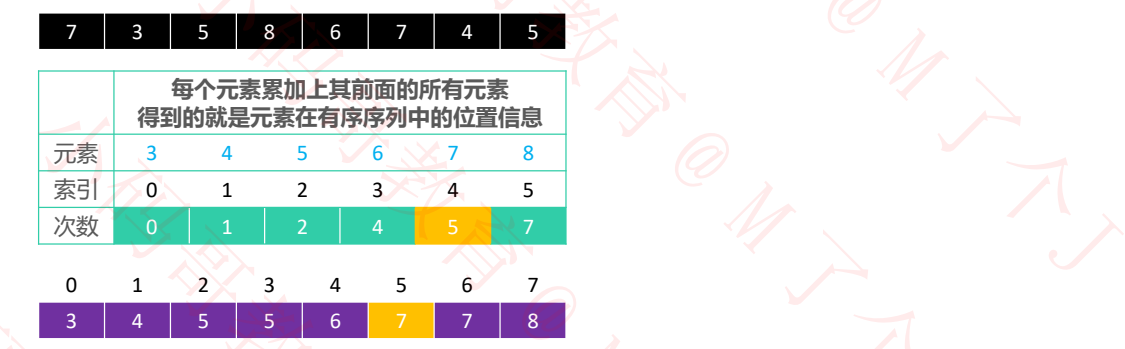 7 3 5 8 6 7 4 5
每个元素累加上其前面的所有元素
得到的就是元素在有序序列中的位置信息
元素 3 4 5 6 7 8
索引 0 1 2 3 4 5
次数 0 1 2 4 5 7
0 1 2 3 4 5 6 7
3 4 5 5 6 7 7 8
@M了个J